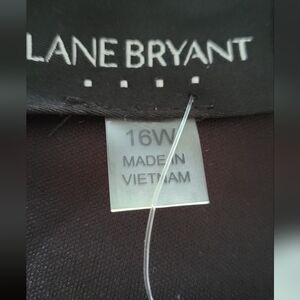 LANE BRYANT
16W
MADE IN
VIETNAM